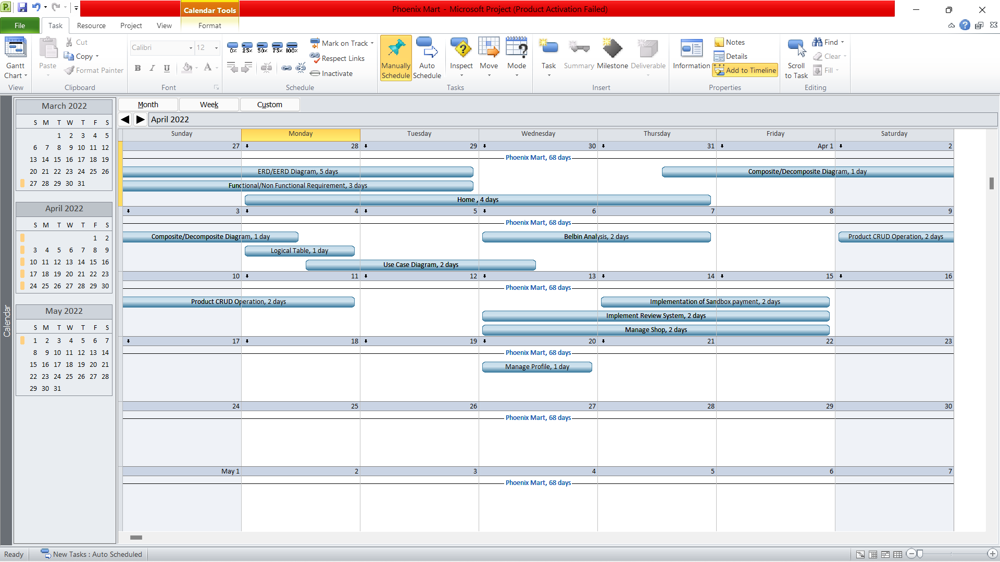 Calendar Tools
Phoenix Mart - Microsoft Project (Product Activation Failed)
File Task Resource Project View Format
Gantt Chart
View
Paste
Cut
Copy
Format Painter
Clipboard
Calibri 12
B I U A
Font
0% 25% 50% 75% 100%
Mark on Track
Respect Links
Inactivate
Schedule
Manually Schedule
Auto Schedule
Inspect
Move
Mode
Tasks
Task
Summary
Milestone
Deliverable
Insert
Information
Notes
Details
Add to Timeline
Properties
Scroll to Task
Find
Clear
Fill
Editing
Calendar
March 2022
S M T W T F S
1 2 3 4 5
6 7 8 9 10 11 12
13 14 15 16 17 18 19
20 21 22 23 24 25 26
27 28 29 30 31
April 2022
S M T W T F S
1 2
3 4 5 6 7 8 9
10 11 12 13 14 15 16
17 18 19 20 21 22 23
24 25 26 27 28 29 30
May 2022
S M T W T F S
1 2 3 4 5 6 7
8 9 10 11 12 13 14
15 16 17 18 19 20 21
22 23 24 25 26 27 28
29 30 31
Month Week Custom
April 2022
Sunday Monday Tuesday Wednesday Thursday Friday Saturday
27 28 29 30 31 Apr 1 2
Phoenix Mart, 68 days
ERD/EERD Diagram, 5 days
Composite/Decomposite Diagram, 1 day
Functional/Non Functional Requirement, 3 days
Home , 4 days
3 4 5 6 7 8 9
Phoenix Mart, 68 days
Composite/Decomposite Diagram, 1 day
Belbin Analysis, 2 days
Product CRUD Operation, 2 days
Logical Table, 1 day
Use Case Diagram, 2 days
10 11 12 13 14 15 16
Phoenix Mart, 68 days
Product CRUD Operation, 2 days
Implementation of Sandbox payment, 2 days
Implement Review System, 2 days
Manage Shop, 2 days
17 18 19 20 21 22 23
Phoenix Mart, 68 days
Manage Profile, 1 day
24 25 26 27 28 29 30
Phoenix Mart, 68 days
May 1 2 3 4 5 6 7
Phoenix Mart, 68 days
Ready
New Tasks : Auto Scheduled